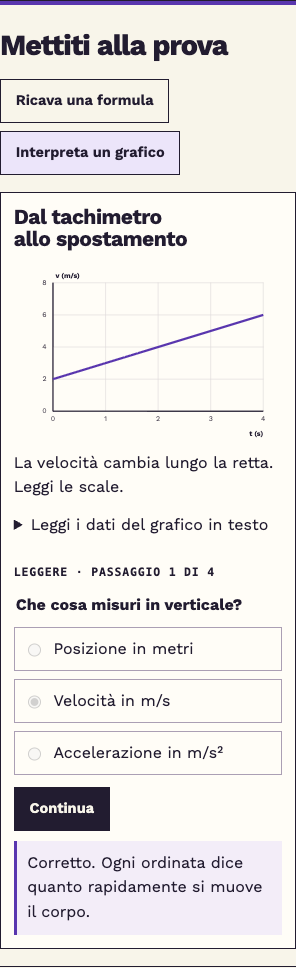 Mettiti alla prova
Ricava una formula
Interpreta un grafico
Dal tachimetro
allo spostamento
v (m/s)
8
6
4
2
0
0 1 2 3 4
t (s)
La velocità cambia lungo la retta.
Leggi le scale.
Leggi i dati del grafico in testo
LEGGERE · PASSAGGIO 1 DI 4
Che cosa misuri in verticale?
Posizione in metri
Velocità in m/s
Accelerazione in m/s²
Continua
Corretto. Ogni ordinata dice
quanto rapidamente si muove
il corpo.